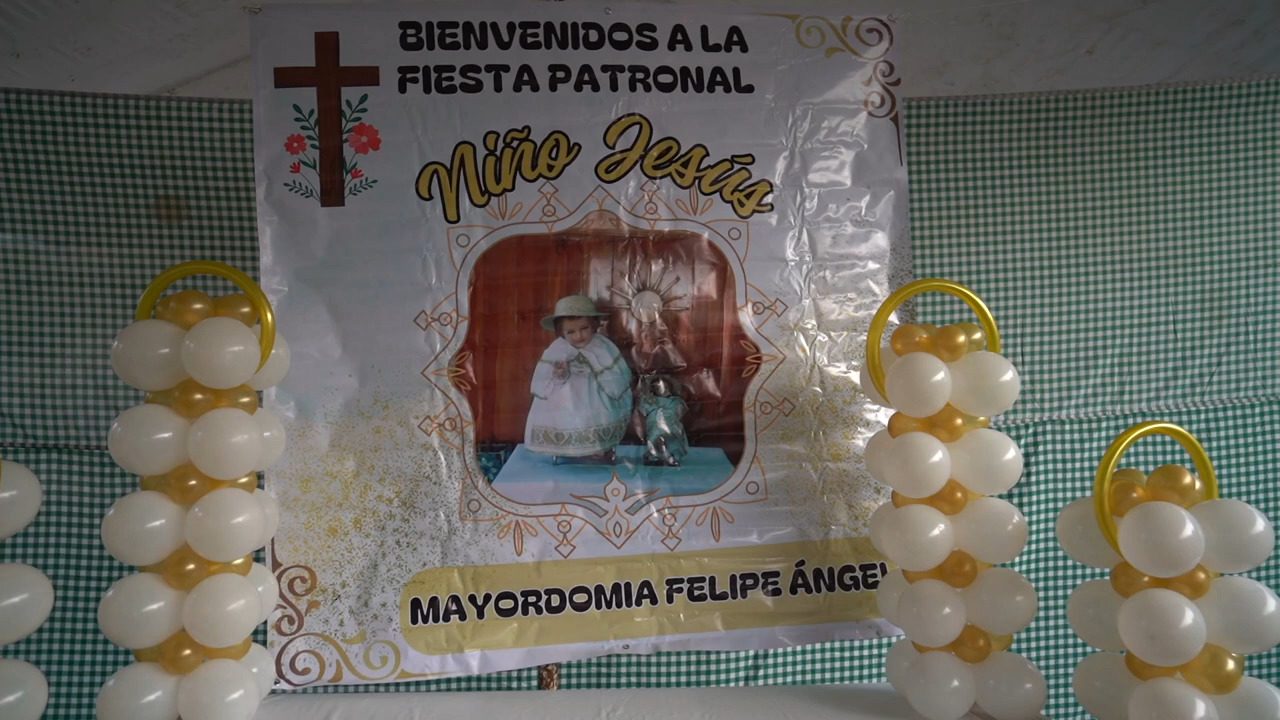 BIENVENIDOS A LA
FIESTA PATRONAL
Niño Jesús
MAYORDOMIA FELIPE ÁNGEL